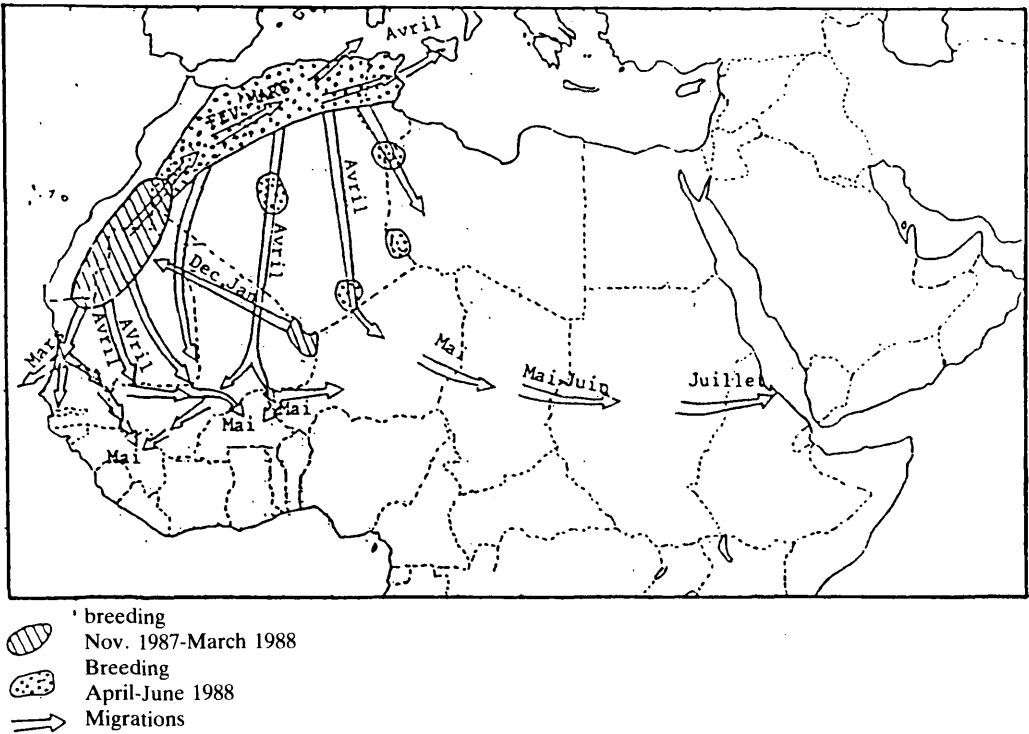 Avril
FEV-MARS
Avril
Avril
Dec Jan
Mars
Avril
AVril
Mai
Mai Juin
Juillet
Mai
Mai
Mai
breeding
Nov. 1987-March 1988
Breeding
April-June 1988
Migrations